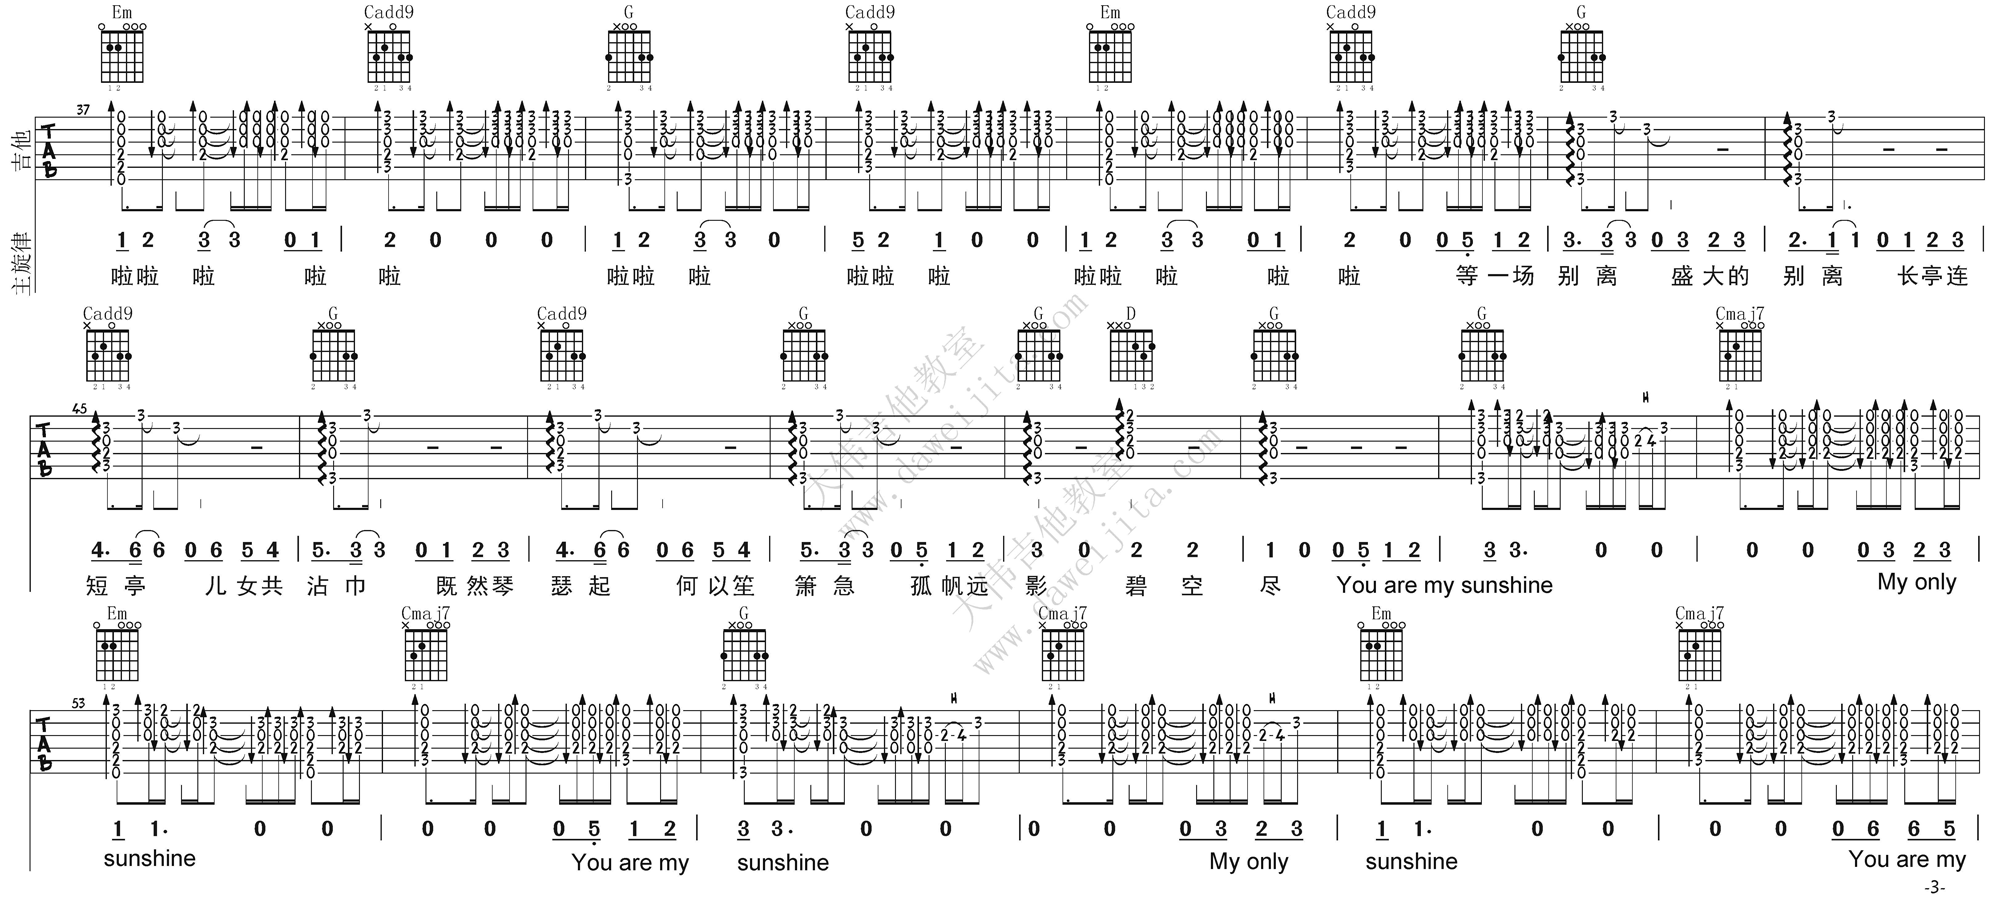 Em Cadd9 G Cadd9 Em Cadd9 G
37
吉他
TAB
主旋律
1 2 3 3 0 1 | 2 0 0 0 | 1 2 3 3 0 | 5 2 1 0 0 | 1 2 3 3 0 1 | 2 0 0 5 1 2 | 3. 3 3 0 3 2 3 | 2. 1 1 0 1 2 3
啦啦 啦 啦 啦 啦啦 啦 啦啦 啦 啦啦 啦 啦 啦 等一场 别 离 盛大的 别 离 长亭连
Cadd9 G Cadd9 G G D G G Cmaj7
45
TAB
H
4. 6 6 0 6 5 4 | 5. 3 3 0 1 2 3 | 4. 6 6 0 6 5 4 | 5. 3 3 0 5 1 2 | 3 0 2 2 | 1 0 0 5 1 2 | 3 3. 0 0 | 0 0 0 3 2 3
短 亭 儿女共 沾 巾 既然琴 瑟 起 何以笙 箫 急 孤帆远 影 碧 空 尽 You are my sunshine My only
Em Cmaj7 G Cmaj7 Em Cmaj7
53
TAB
H H
1 1. 0 0 | 0 0 0 5 1 2 | 3 3. 0 0 | 0 0 0 3 2 3 | 1 1. 0 0 | 0 0 0 6 6 5
sunshine You are my sunshine My only sunshine You are my
-3-
大伟吉他教室
www.daweijita.com
大伟吉他教室
www.daweijita.com